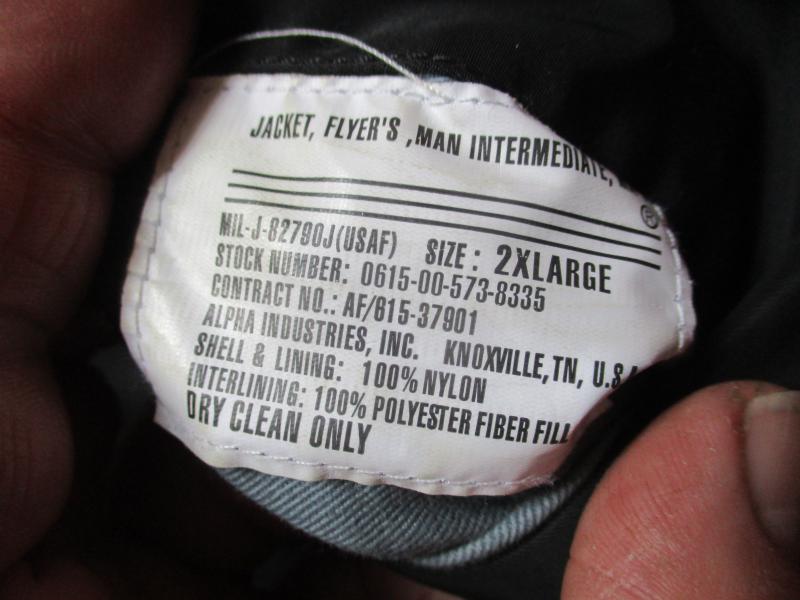 JACKET, FLYER'S, MAN INTERMEDIATE,
®
MIL-J-82790J(USAF) SIZE: 2XLARGE
STOCK NUMBER: 0615-00-573-8335
CONTRACT NO.: AF/615-37901
ALPHA INDUSTRIES, INC. KNOXVILLE, TN, U.S.
SHELL & LINING: 100% NYLON
INTERLINING: 100% POLYESTER FIBER FILL
DRY CLEAN ONLY